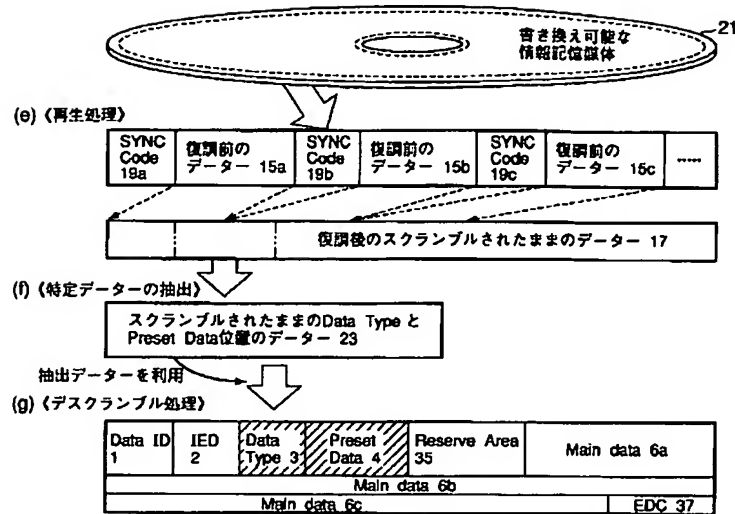 書き換え可能な
情報記憶媒体
21
(e)《再生処理》
SYNC
Code
19a
復調前の
データー 15a
SYNC
Code
19b
復調前の
データー 15b
SYNC
Code
19c
復調前の
データー 15c
.....
復調後のスクランブルされたままのデーター 17
(f)《特定データーの抽出》
スクランブルされたままのData Type と
Preset Data位置のデーター 23
抽出データーを利用
(g)《デスクランブル処理》
Data ID
1
IED
2
Data
Type 3
Preset
Data 4
Reserve Area
35
Main data 6a
Main data 6b
Main data 6c
EDC 37